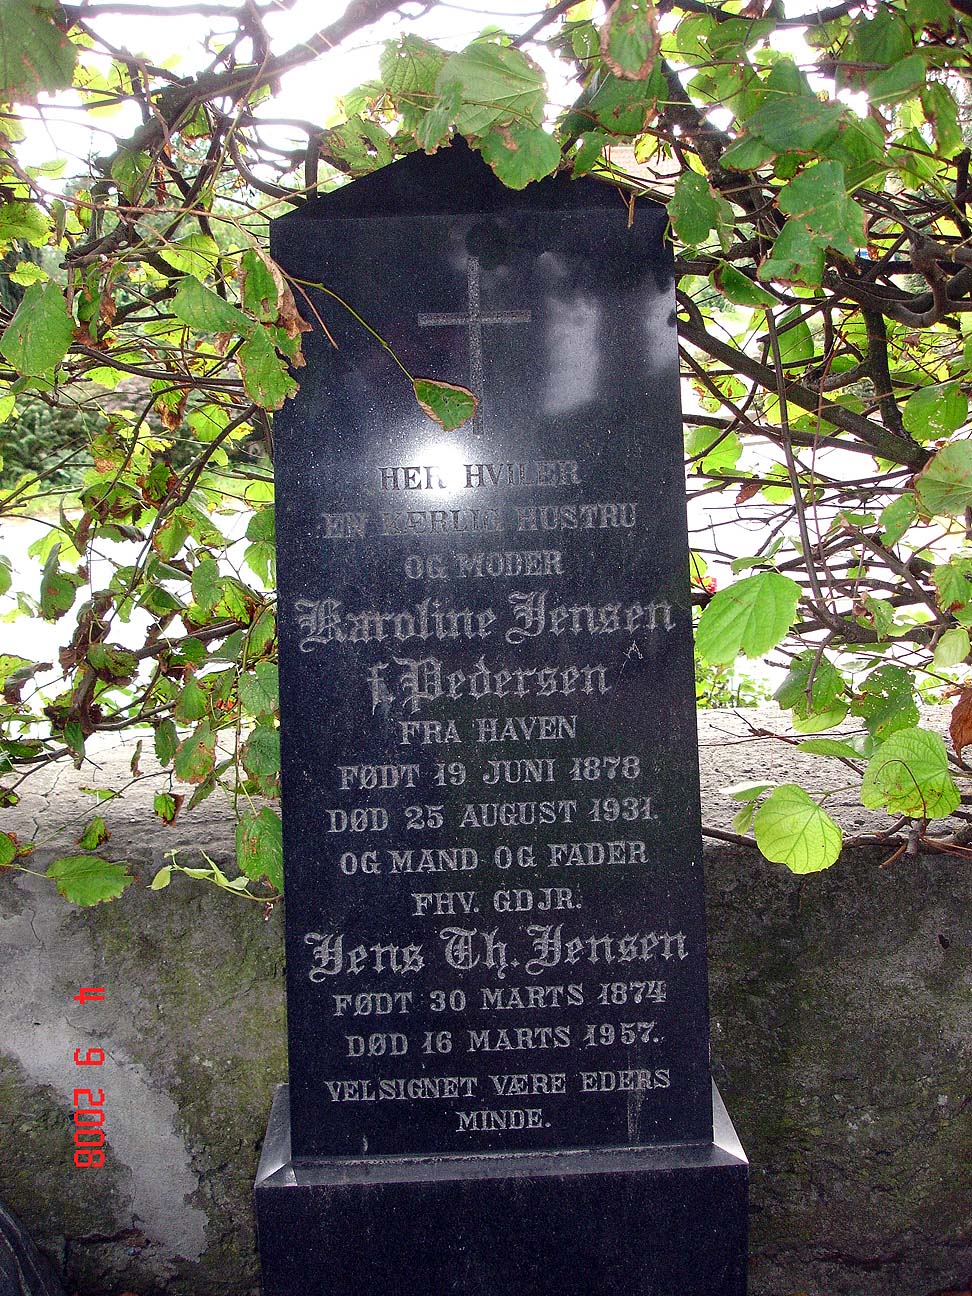 HER HVILER
EN KÆRLIG HUSTRU
OG MODER
Karoline Jensen
f. Pedersen
FRA HAVEN
FØDT 19 JUNI 1878
DØD 25 AUGUST 1931.
OG MAND OG FADER
FHV. GDJR.
Jens Th. Jensen
FØDT 30 MARTS 1874
DØD 16 MARTS 1957.
VELSIGNET VÆRE EDERS
MINDE.
4 9 2008